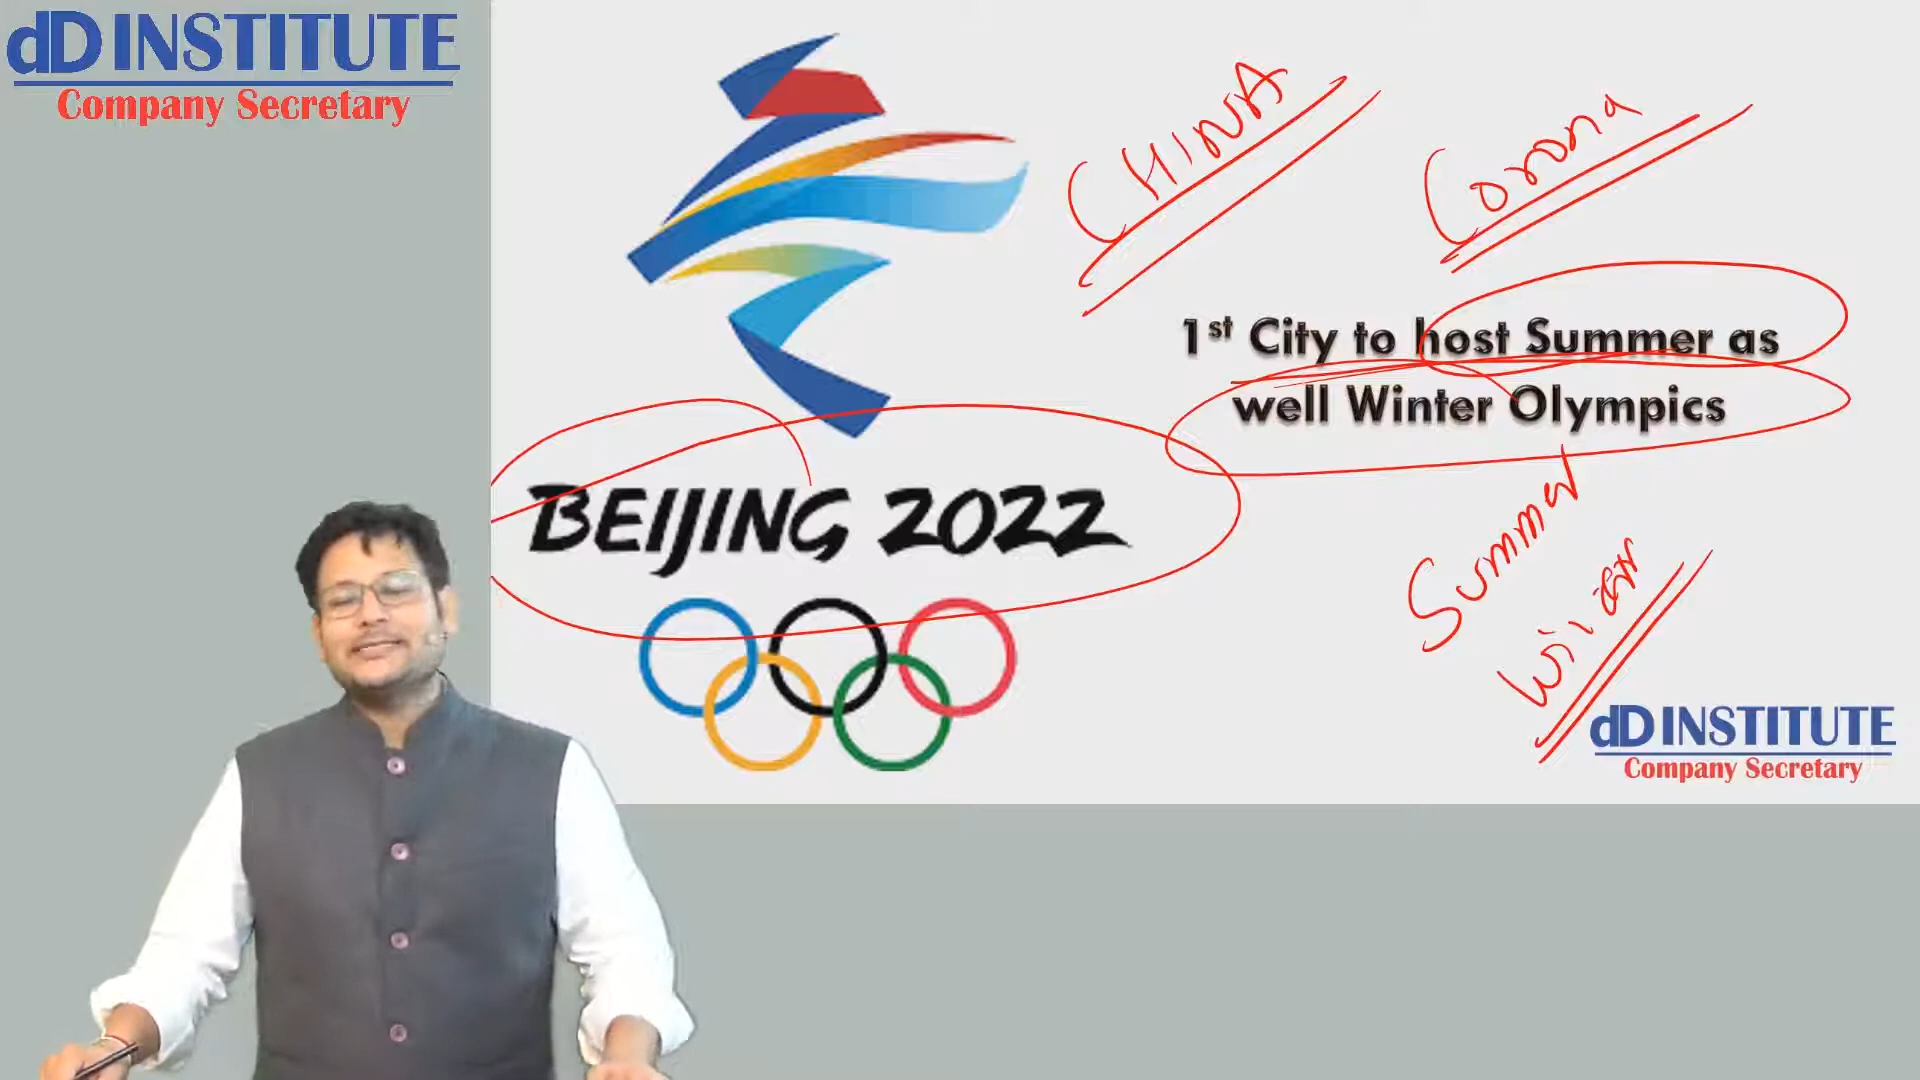 dD INSTITUTE
Company Secretary
CHINA
Corona
1st City to host Summer as
well Winter Olympics
BEIJING 2022
Summer
dD INSTITUTE
Company Secretary